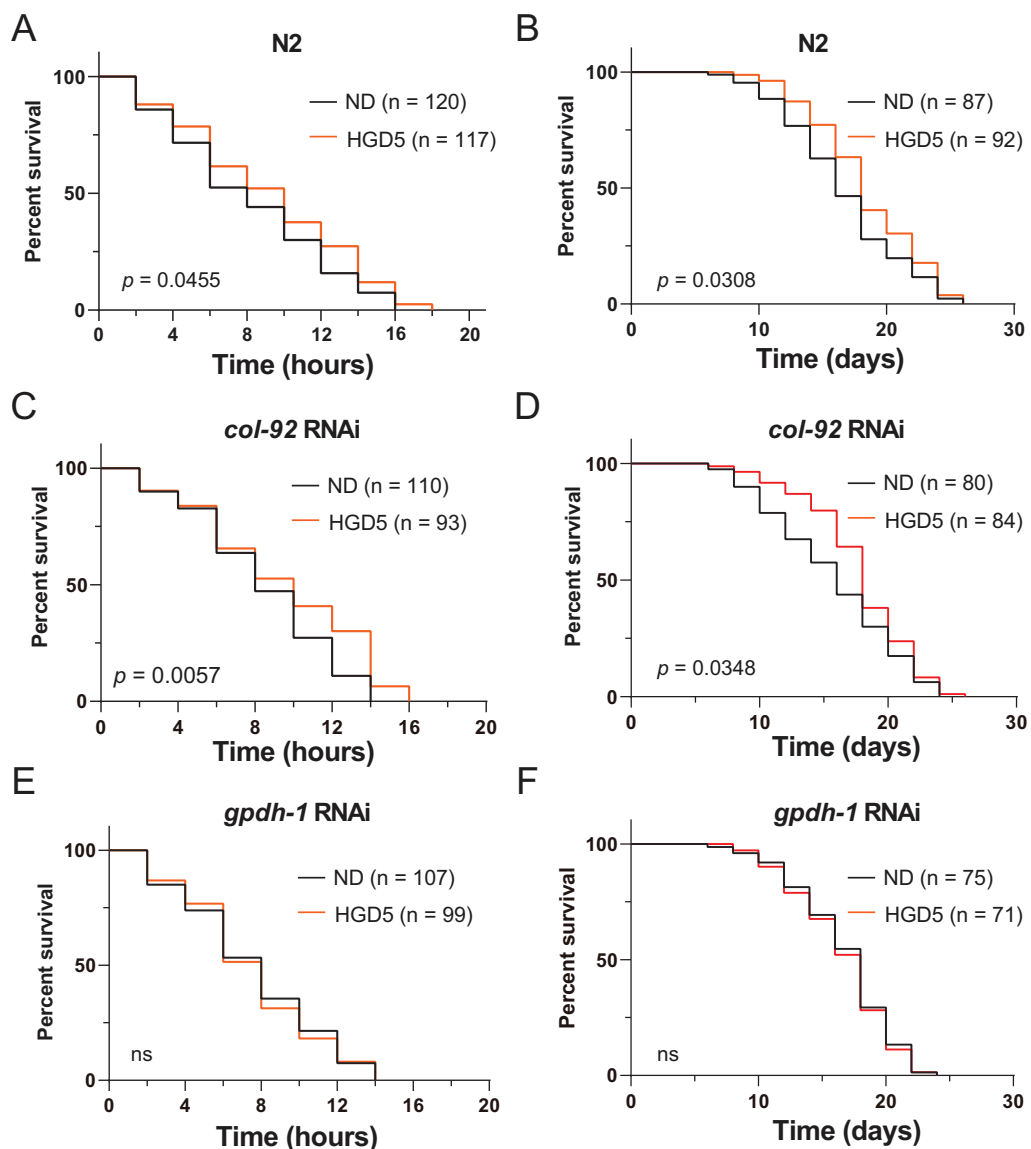 A
N2
Percent survival
100
50
0
ND (n = 120)
HGD5 (n = 117)
p = 0.0455
0 4 8 12 16 20
Time (hours)
B
N2
Percent survival
100
50
0
ND (n = 87)
HGD5 (n = 92)
p = 0.0308
0 10 20 30
Time (days)
C
col-92 RNAi
Percent survival
100
50
0
ND (n = 110)
HGD5 (n = 93)
p = 0.0057
0 4 8 12 16 20
Time (hours)
D
col-92 RNAi
Percent survival
100
50
0
ND (n = 80)
HGD5 (n = 84)
p = 0.0348
0 10 20 30
Time (days)
E
gpdh-1 RNAi
Percent survival
100
50
0
ND (n = 107)
HGD5 (n = 99)
ns
0 4 8 12 16 20
Time (hours)
F
gpdh-1 RNAi
Percent survival
100
50
0
ND (n = 75)
HGD5 (n = 71)
ns
0 10 20 30
Time (days)